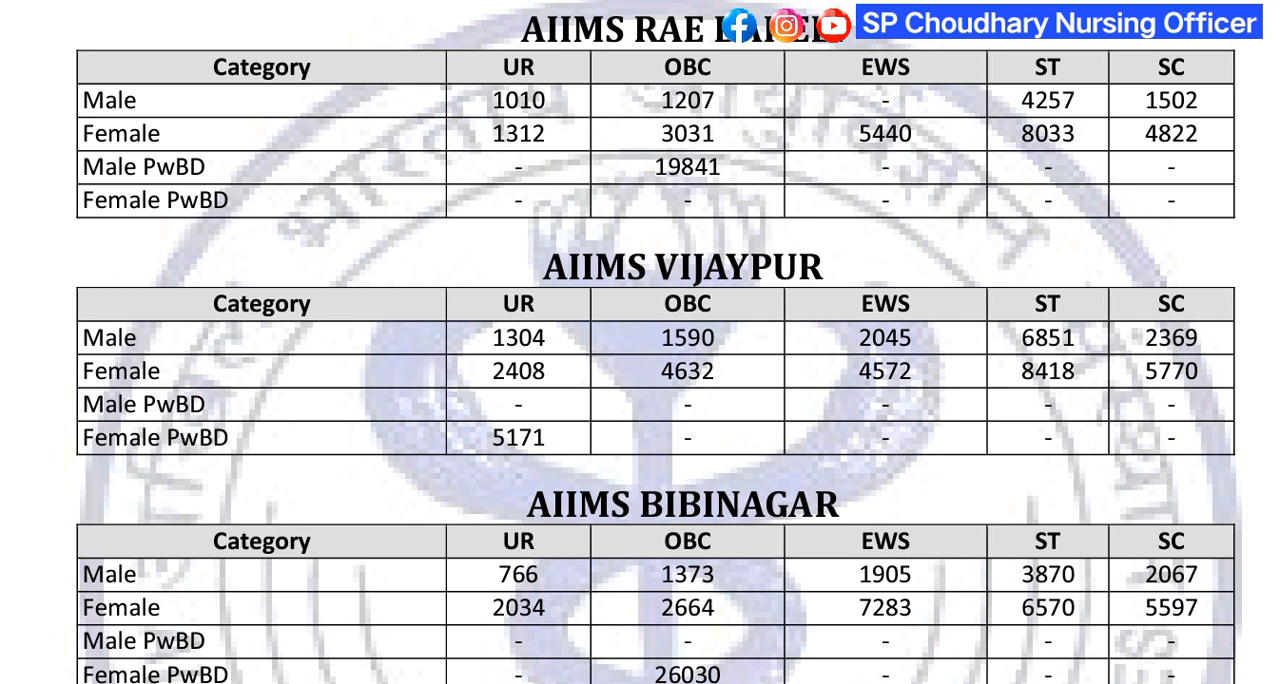 AIIMS RAE
SP Choudhary Nursing Officer
Category UR OBC EWS ST SC
Male 1010 1207 - 4257 1502
Female 1312 3031 5440 8033 4822
Male PwBD - 19841 - - -
Female PwBD - - - - -
AIIMS VIJAYPUR
Category UR OBC EWS ST SC
Male 1304 1590 2045 6851 2369
Female 2408 4632 4572 8418 5770
Male PwBD - - - - -
Female PwBD 5171 - - - -
AIIMS BIBINAGAR
Category UR OBC EWS ST SC
Male 766 1373 1905 3870 2067
Female 2034 2664 7283 6570 5597
Male PwBD - - - - -
Female PwBD - 26030 - - -